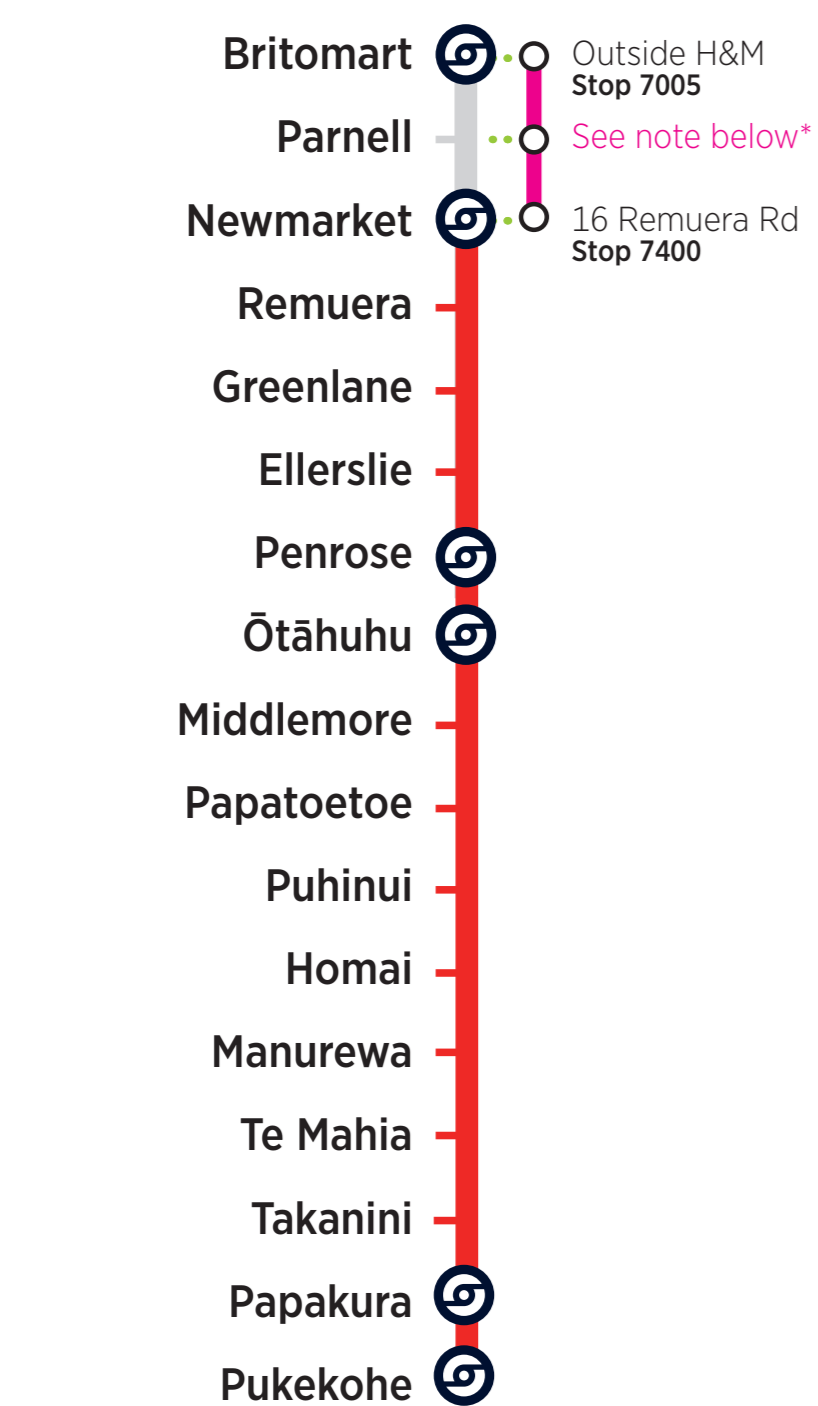 Britomart
Outside H&M
Stop 7005
Parnell
See note below*
Newmarket
16 Remuera Rd
Stop 7400
Remuera
Greenlane
Ellerslie
Penrose
Ōtāhuhu
Middlemore
Papatoetoe
Puhinui
Homai
Manurewa
Te Mahia
Takanini
Papakura
Pukekohe